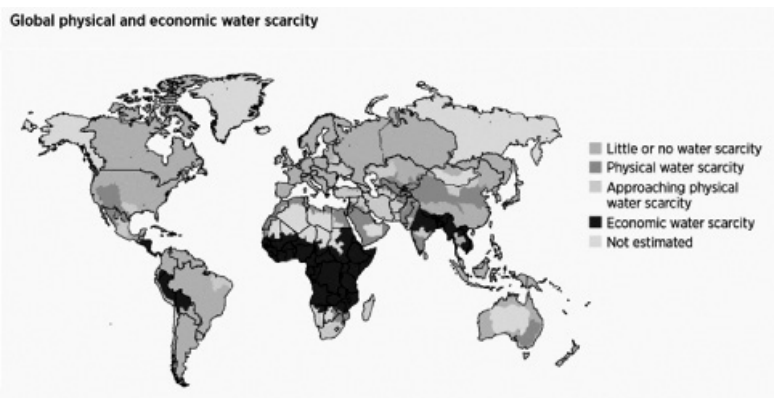 Global physical and economic water scarcity
Little or no water scarcity
Physical water scarcity
Approaching physical
water scarcity
Economic water scarcity
Not estimated